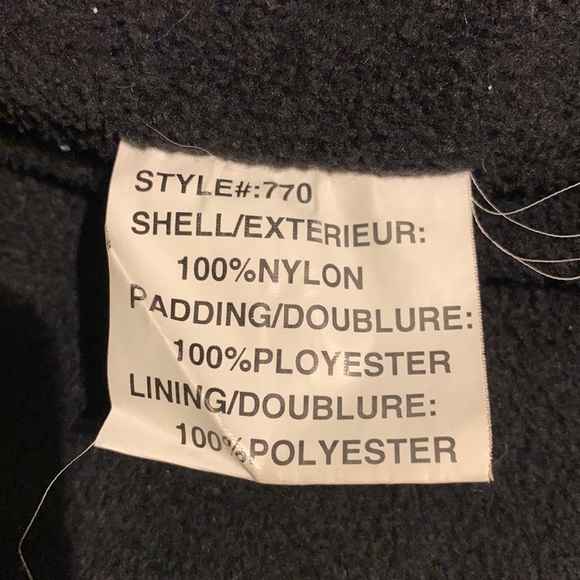 STYLE#:770
SHELL/EXTERIEUR:
100%NYLON
PADDING/DOUBLURE:
100%PLOYESTER
LINING/DOUBLURE:
100%POLYESTER